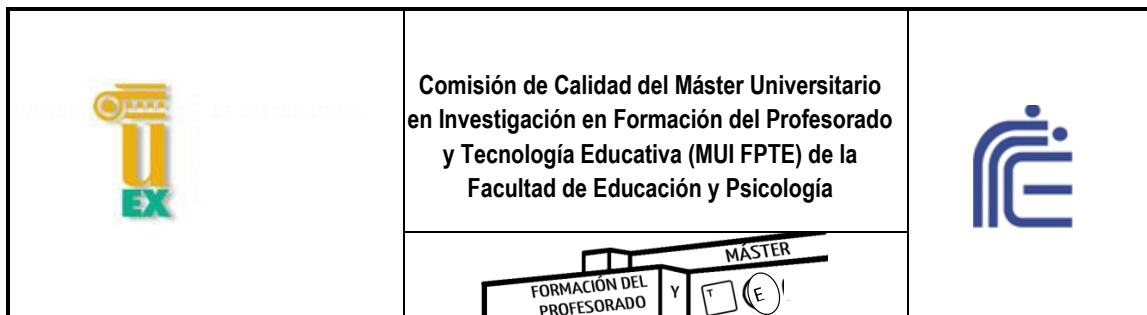 UEX
Comisión de Calidad del Máster Universitario
en Investigación en Formación del Profesorado
y Tecnología Educativa (MUI FPTE) de la
Facultad de Educación y Psicología
MÁSTER
FORMACIÓN DEL
PROFESORADO
Y
T
E